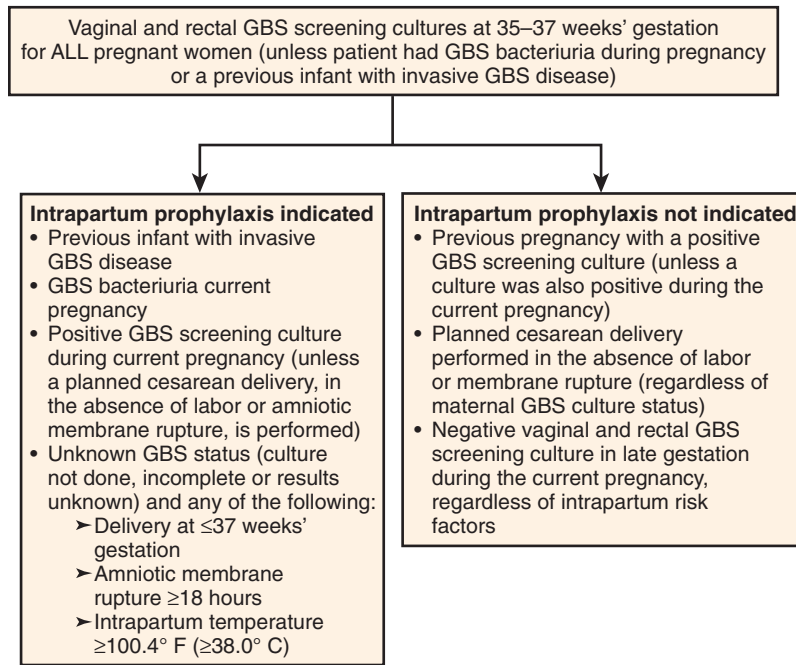 Vaginal and rectal GBS screening cultures at 35–37 weeks' gestation
for ALL pregnant women (unless patient had GBS bacteriuria during pregnancy
or a previous infant with invasive GBS disease)
Intrapartum prophylaxis indicated
• Previous infant with invasive
GBS disease
• GBS bacteriuria current
pregnancy
• Positive GBS screening culture
during current pregnancy (unless
a planned cesarean delivery, in
the absence of labor or amniotic
membrane rupture, is performed)
• Unknown GBS status (culture
not done, incomplete or results
unknown) and any of the following:
➤Delivery at ≤37 weeks'
gestation
➤Amniotic membrane
rupture ≥18 hours
➤Intrapartum temperature
≥100.4° F (≥38.0° C)
Intrapartum prophylaxis not indicated
• Previous pregnancy with a positive
GBS screening culture (unless a
culture was also positive during the
current pregnancy)
• Planned cesarean delivery
performed in the absence of labor
or membrane rupture (regardless of
maternal GBS culture status)
• Negative vaginal and rectal GBS
screening culture in late gestation
during the current pregnancy,
regardless of intrapartum risk
factors